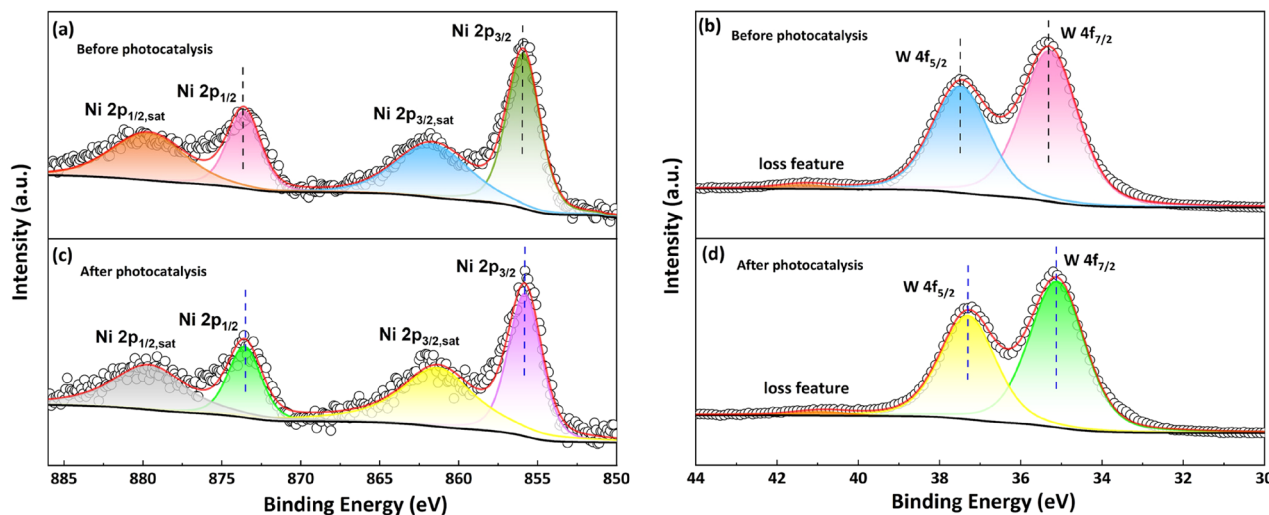 (a)
Before photocatalysis
Ni 2p1/2,sat
Ni 2p1/2
Ni 2p3/2,sat
Ni 2p3/2
(c)
After photocatalysis
Ni 2p1/2,sat
Ni 2p1/2
Ni 2p3/2,sat
Ni 2p3/2
Intensity (a.u.)
885 880 875 870 865 860 855 850
Binding Energy (eV)
(b)
Before photocatalysis
W 4f5/2
W 4f7/2
loss feature
(d)
After photocatalysis
W 4f5/2
W 4f7/2
loss feature
Intensity (a.u.)
44 42 40 38 36 34 32 30
Binding Energy (eV)